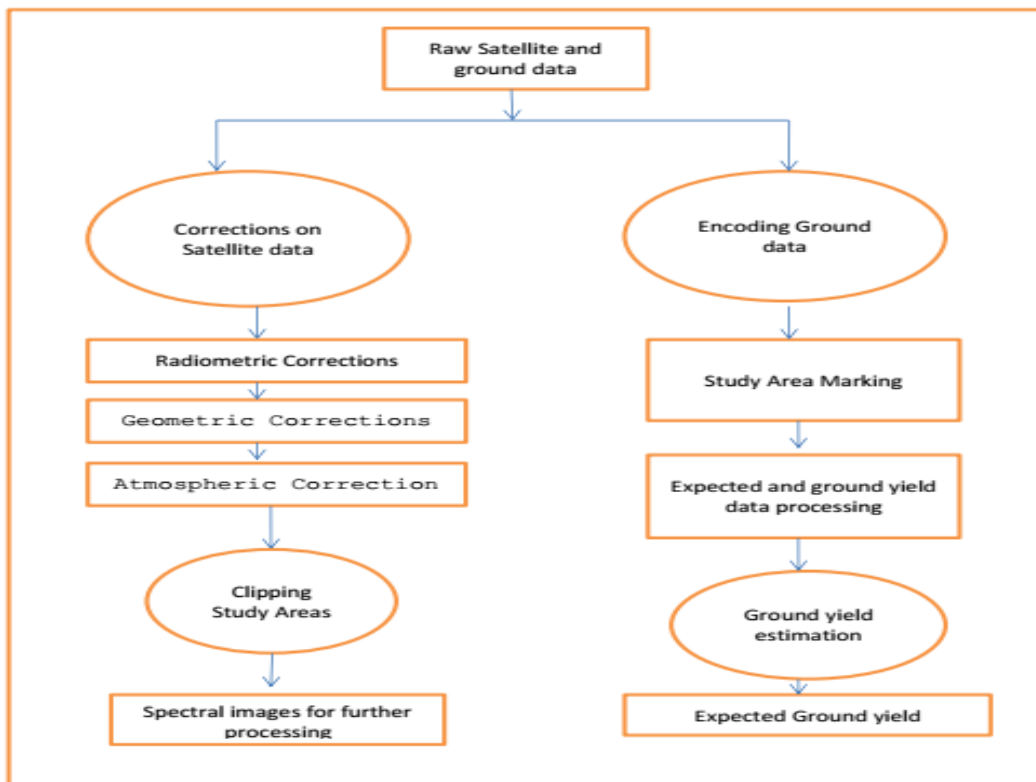 Raw Satellite and
ground data
Corrections on
Satellite data
Radiometric Corrections
Geometric Corrections
Atmospheric Correction
Clipping
Study Areas
Spectral images for further
processing
Encoding Ground
data
Study Area Marking
Expected and ground yield
data processing
Ground yield
estimation
Expected Ground yield